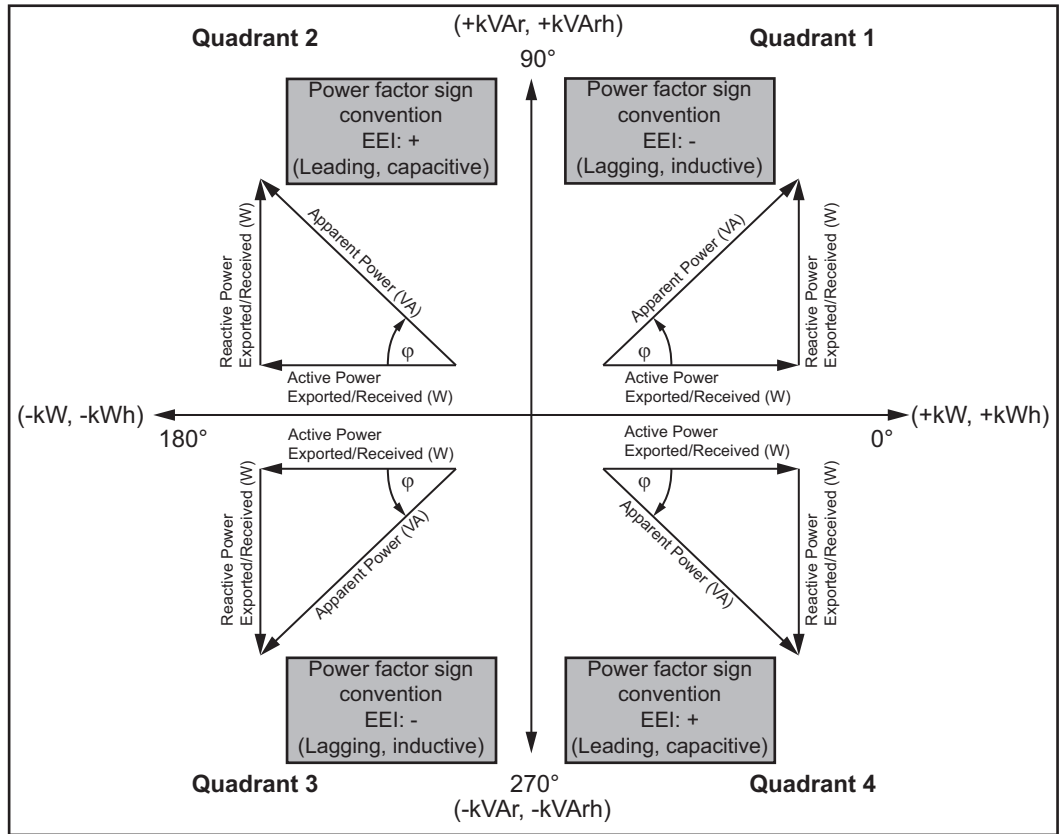 (+kVAr, +kVArh)
Quadrant 2
Quadrant 1
90°
Power factor sign
convention
EEI: +
(Leading, capacitive)
Power factor sign
convention
EEI: -
(Lagging, inductive)
Reactive Power
Exported/Received (W)
Apparent Power (VA)
φ
Active Power
Exported/Received (W)
Apparent Power (VA)
φ
Active Power
Exported/Received (W)
Reactive Power
Exported/Received (W)
(-kW, -kWh)
180°
(+kW, +kWh)
0°
Active Power
Exported/Received (W)
φ
Reactive Power
Exported/Received (W)
Apparent Power (VA)
Active Power
Exported/Received (W)
φ
Apparent Power (VA)
Reactive Power
Exported/Received (W)
Power factor sign
convention
EEI: -
(Lagging, inductive)
Power factor sign
convention
EEI: +
(Leading, capacitive)
Quadrant 3
270°
Quadrant 4
(-kVAr, -kVArh)